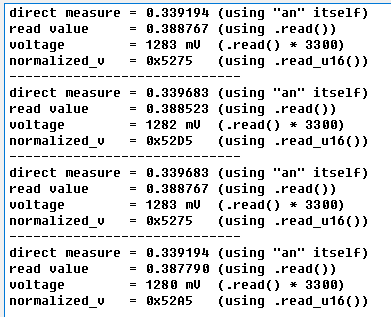 direct measure = 0.339194 (using "an" itself)
read value     = 0.388767 (using .read())
voltage        = 1283 mV  (.read() * 3300)
normalized_v   = 0x5275   (using .read_u16())
-----------------------------
direct measure = 0.339683 (using "an" itself)
read value     = 0.388523 (using .read())
voltage        = 1282 mV  (.read() * 3300)
normalized_v   = 0x52D5   (using .read_u16())
-----------------------------
direct measure = 0.339683 (using "an" itself)
read value     = 0.388767 (using .read())
voltage        = 1283 mV  (.read() * 3300)
normalized_v   = 0x5275   (using .read_u16())
-----------------------------
direct measure = 0.339194 (using "an" itself)
read value     = 0.387790 (using .read())
voltage        = 1280 mV  (.read() * 3300)
normalized_v   = 0x52A5   (using .read_u16())